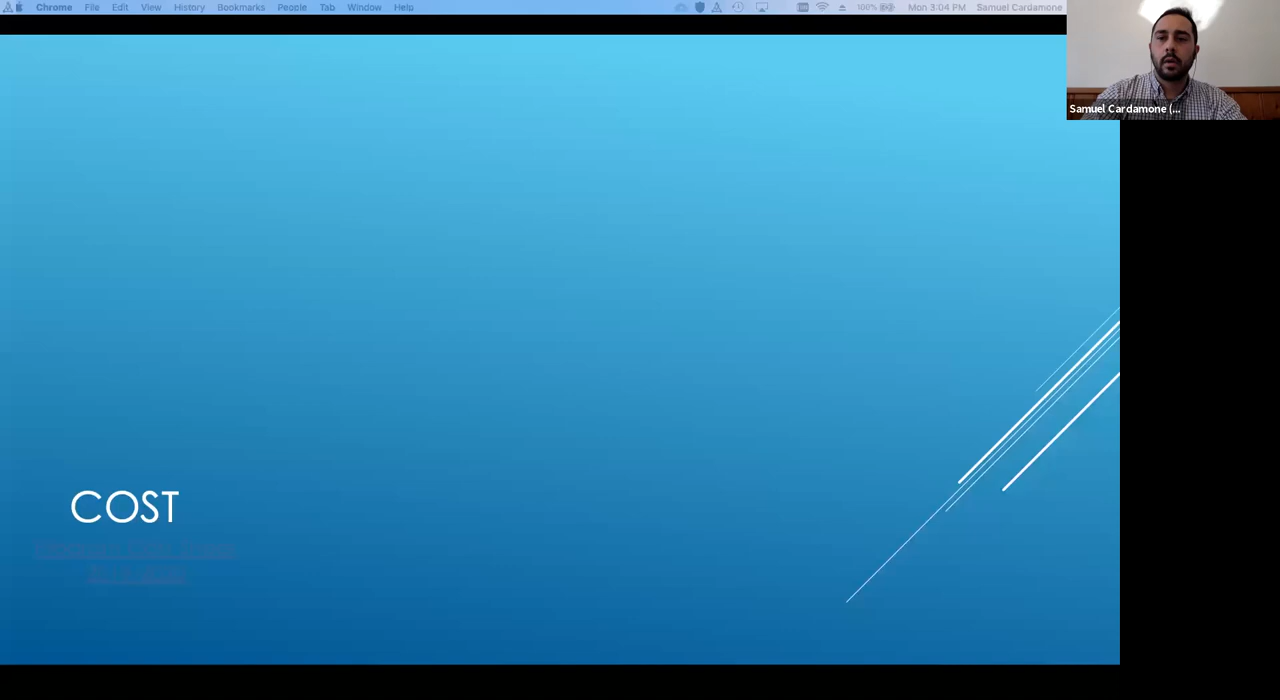 Chrome File Edit View History Bookmarks People Tab Window Help 100% Mon 3:04 PM Samuel Cardamone
Samuel Cardamone (...
COST